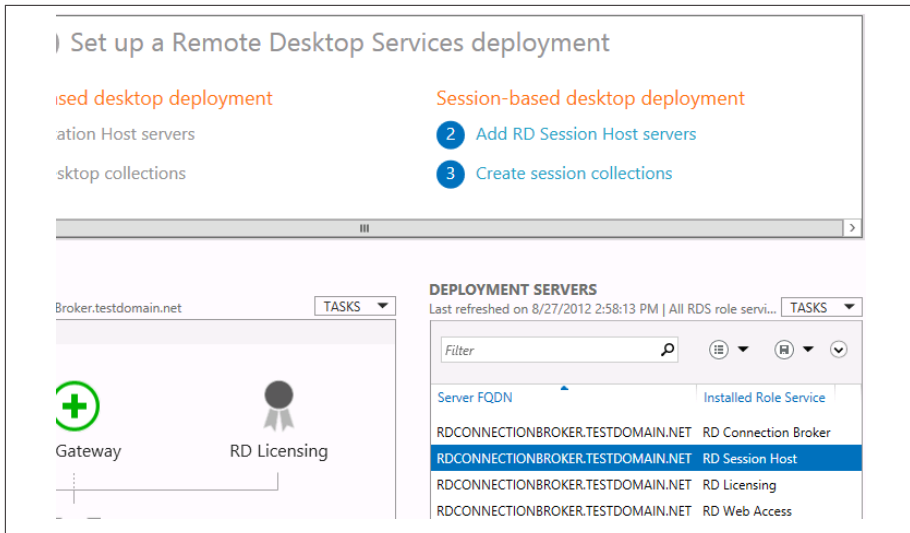 Set up a Remote Desktop Services deployment
ased desktop deployment
ation Host servers
sktop collections
Session-based desktop deployment
2 Add RD Session Host servers
3 Create session collections
Broker.testdomain.net
TASKS
Gateway
RD Licensing
DEPLOYMENT SERVERS
Last refreshed on 8/27/2012 2:58:13 PM | All RDS role servi...
TASKS
Filter
Server FQDN Installed Role Service
RDCONNECTIONBROKER.TESTDOMAIN.NET RD Connection Broker
RDCONNECTIONBROKER.TESTDOMAIN.NET RD Session Host
RDCONNECTIONBROKER.TESTDOMAIN.NET RD Licensing
RDCONNECTIONBROKER.TESTDOMAIN.NET RD Web Access